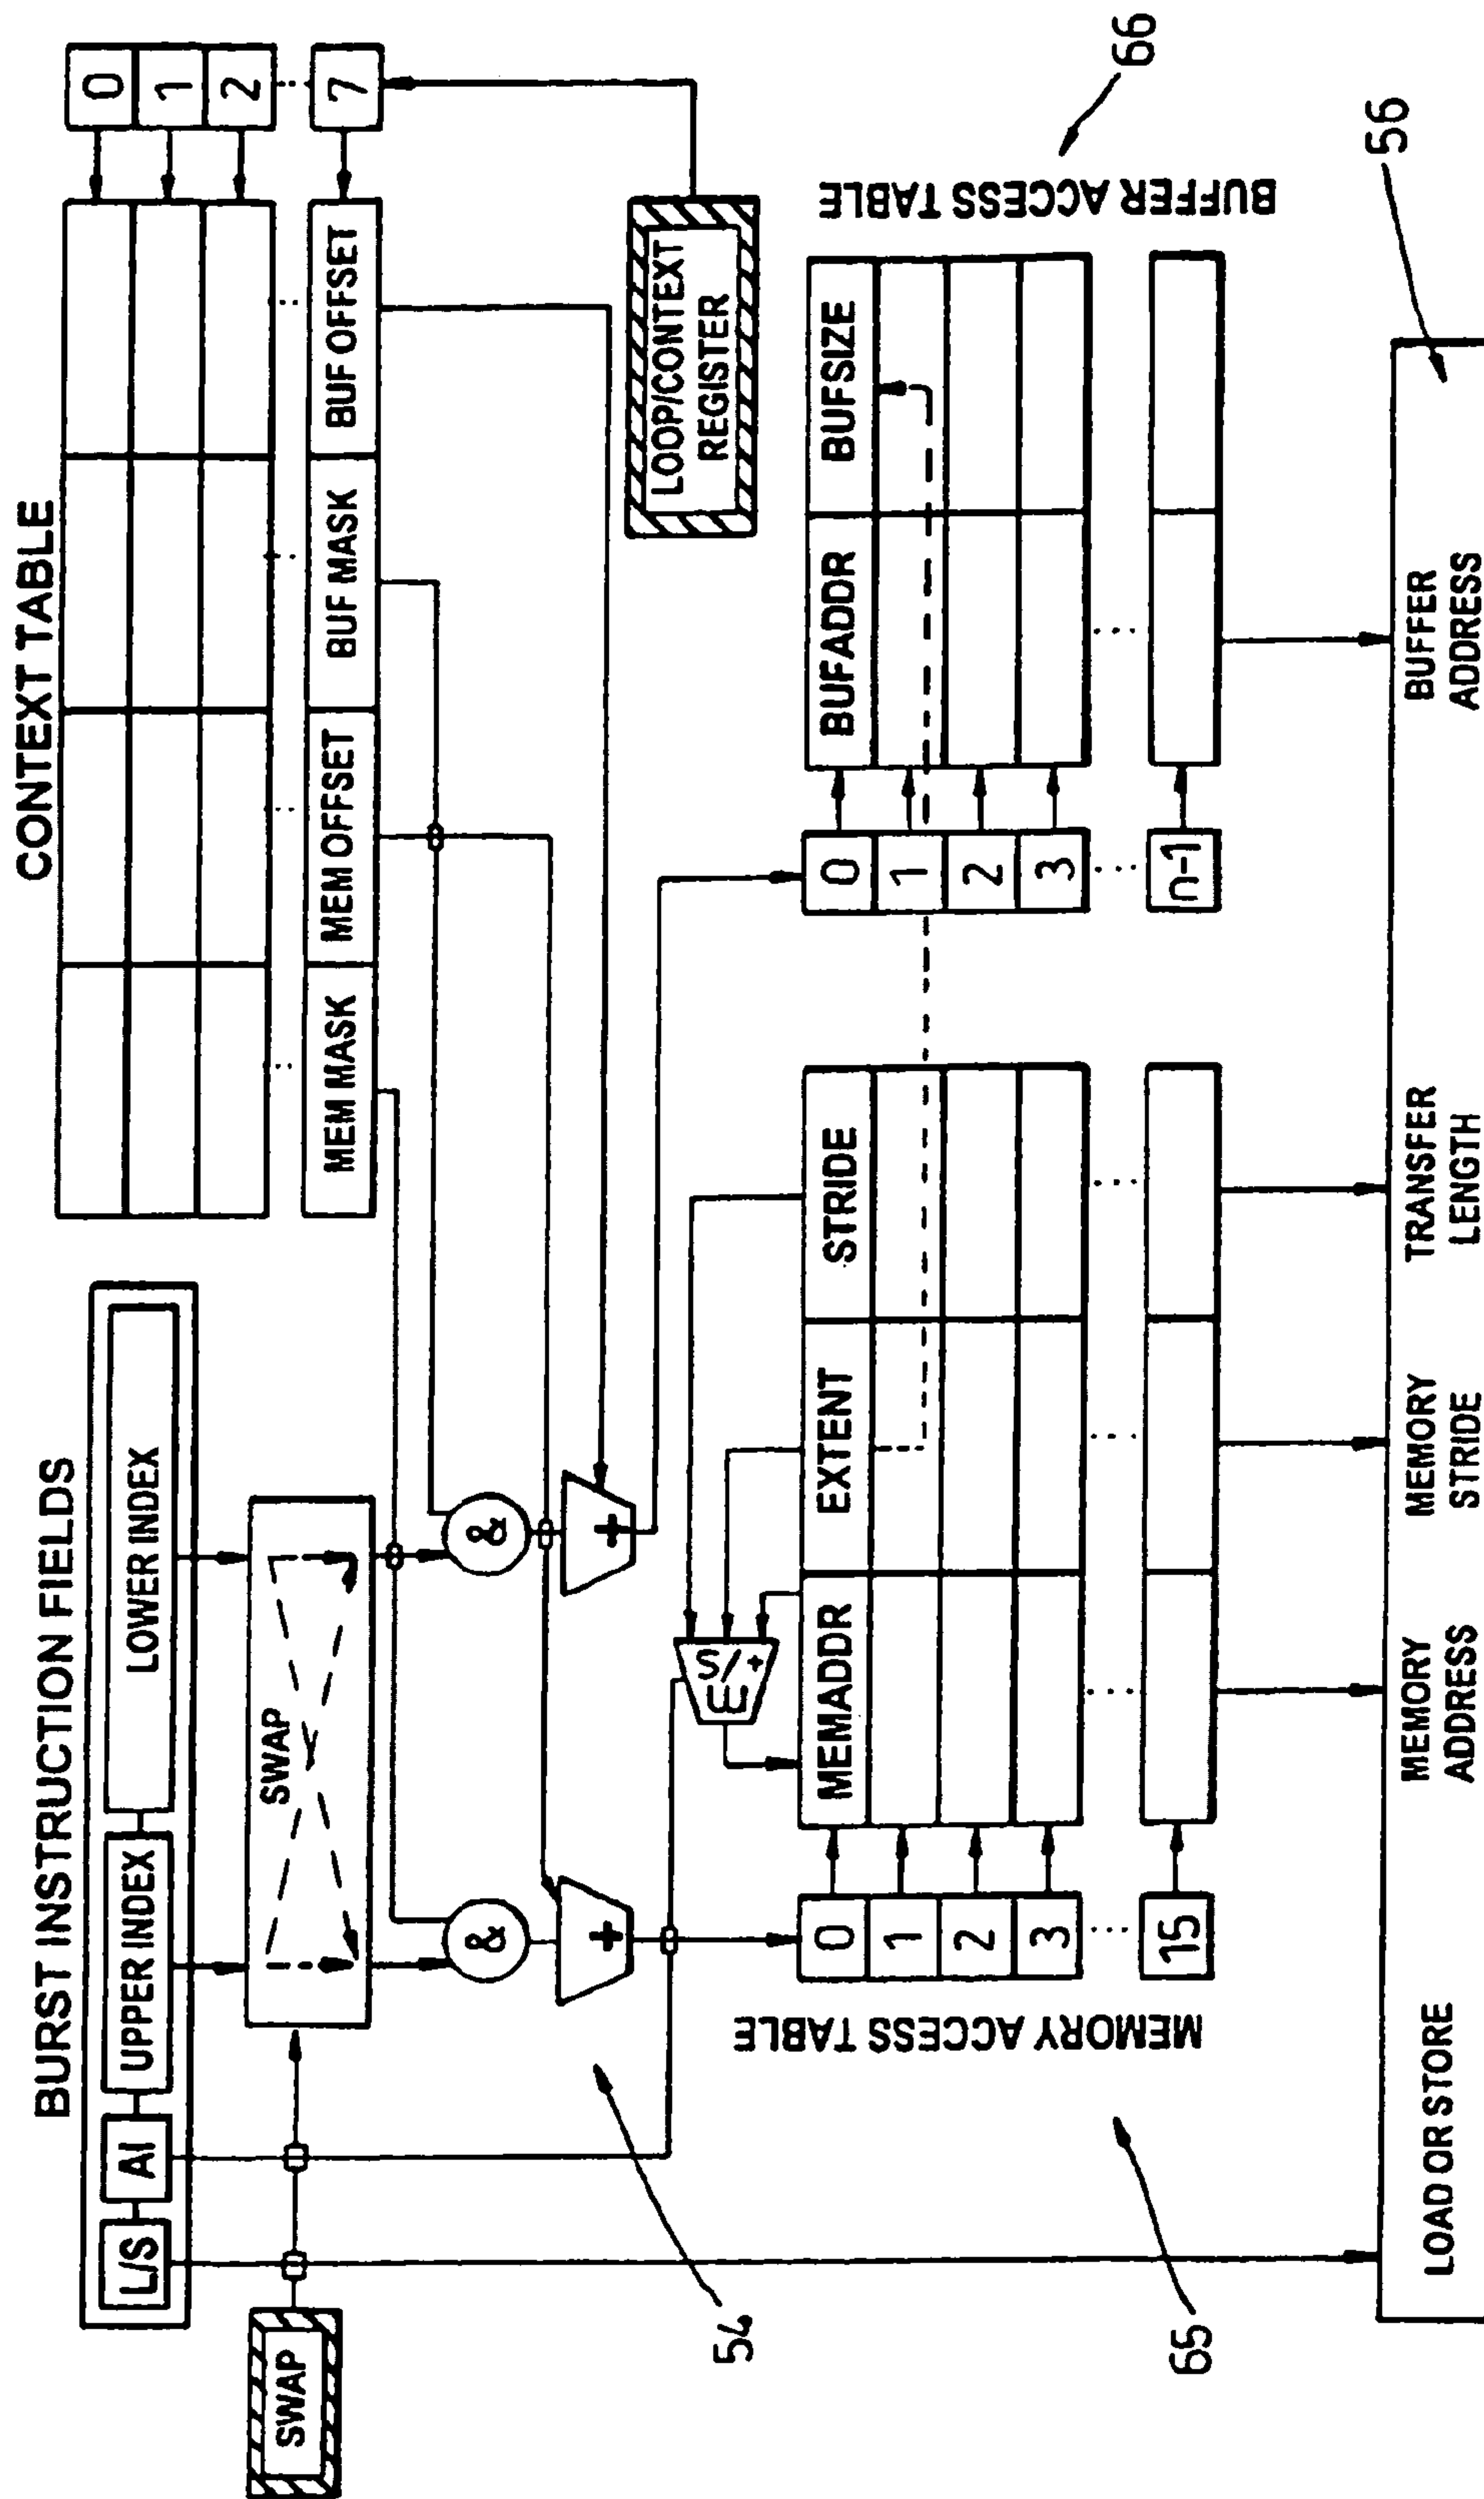 BURST INSTRUCTION FIELDS
CONTEXT TABLE
L/S
AI
UPPER INDEX
LOWER INDEX
0
1
2
7
MEM MASK
MEM OFFSET
BUF MASK
BUF OFFSET
SWAP
SWAP
&
&
+
+
LOOP/CONTEXT
REGISTER
54
S/+
E
MEMORY ACCESS TABLE
0
1
2
3
15
MEMADDR
EXTENT
STRIDE
0
1
2
3
n-1
BUFADDR
BUFSIZE
BUFFER ACCESS TABLE
66
65
56
LOAD OR STORE
MEMORY
ADDRESS
MEMORY
STRIDE
TRANSFER
LENGTH
BUFFER
ADDRESS